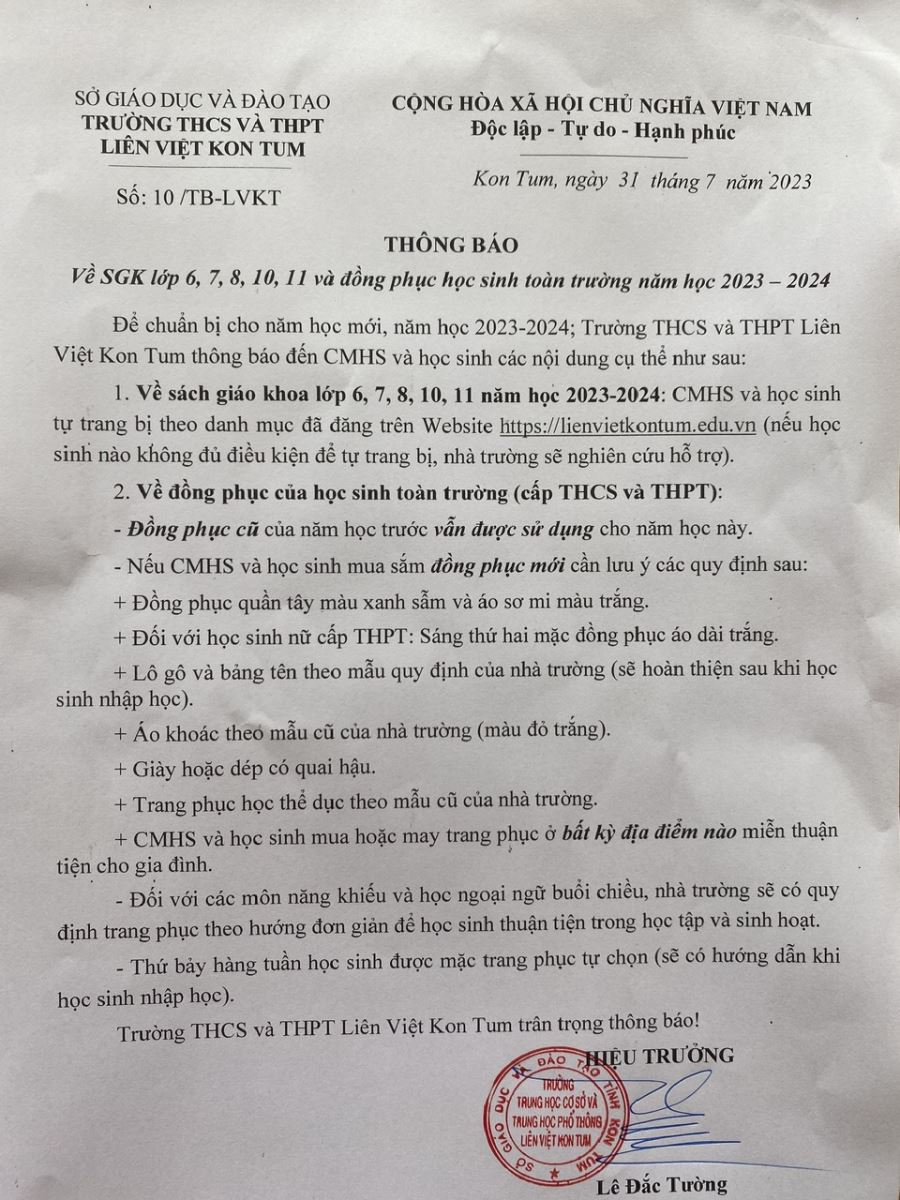 SỞ GIÁO DỤC VÀ ĐÀO TẠO
TRƯỜNG THCS VÀ THPT
LIÊN VIỆT KON TUM
Số: 10 /TB-LVKT
CỘNG HÒA XÃ HỘI CHỦ NGHĨA VIỆT NAM
Độc lập - Tự do - Hạnh phúc
Kon Tum, ngày 31 tháng 7 năm 2023
THÔNG BÁO
Về SGK lớp 6, 7, 8, 10, 11 và đồng phục học sinh toàn trường năm học 2023 – 2024
Để chuẩn bị cho năm học mới, năm học 2023-2024; Trường THCS và THPT Liên
Việt Kon Tum thông báo đến CMHS và học sinh các nội dung cụ thể như sau:
1. Về sách giáo khoa lớp 6, 7, 8, 10, 11 năm học 2023-2024: CMHS và học sinh
tự trang bị theo danh mục đã đăng trên Website https://lienvietkontum.edu.vn (nếu học
sinh nào không đủ điều kiện để tự trang bị, nhà trường sẽ nghiên cứu hỗ trợ).
2. Về đồng phục của học sinh toàn trường (cấp THCS và THPT):
- Đồng phục cũ của năm học trước vẫn được sử dụng cho năm học này.
- Nếu CMHS và học sinh mua sắm đồng phục mới cần lưu ý các quy định sau:
+ Đồng phục quần tây màu xanh sẫm và áo sơ mi màu trắng.
+ Đối với học sinh nữ cấp THPT: Sáng thứ hai mặc đồng phục áo dài trắng.
+ Lô gô và bảng tên theo mẫu quy định của nhà trường (sẽ hoàn thiện sau khi học
sinh nhập học).
+ Áo khoác theo mẫu cũ của nhà trường (màu đỏ trắng).
+ Giày hoặc dép có quai hậu.
+ Trang phục học thể dục theo mẫu cũ của nhà trường.
+ CMHS và học sinh mua hoặc may trang phục ở bất kỳ địa điểm nào miễn thuận
tiện cho gia đình.
- Đối với các môn năng khiếu và học ngoại ngữ buổi chiều, nhà trường sẽ có quy
định trang phục theo hướng đơn giản để học sinh thuận tiện trong học tập và sinh hoạt.
- Thứ bảy hàng tuần học sinh được mặc trang phục tự chọn (sẽ có hướng dẫn khi
học sinh nhập học).
Trường THCS và THPT Liên Việt Kon Tum trân trọng thông báo!
HIỆU TRƯỞNG
SỞ GIÁO DỤC VÀ ĐÀO TẠO TỈNH KON TUM
TRƯỜNG
TRUNG HỌC CƠ SỞ VÀ
TRUNG HỌC PHỔ THÔNG
LIÊN VIỆT KON TUM
Lê Đắc Tường